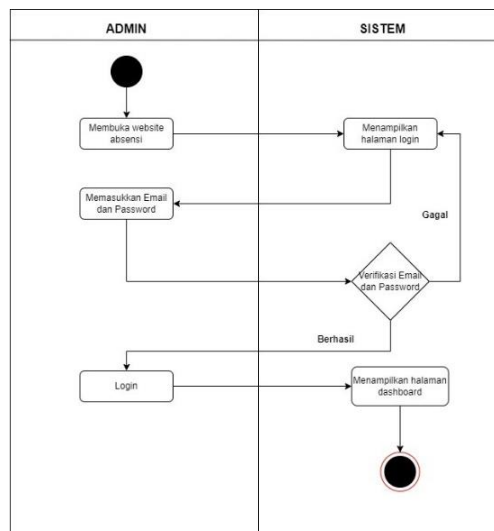 ADMIN
SISTEM
Membuka website
absensi
Menampilkan
halaman login
Memasukkan Email
dan Password
Gagal
Verifikasi Email
dan Password
Berhasil
Login
Menampilkan halaman
dashboard